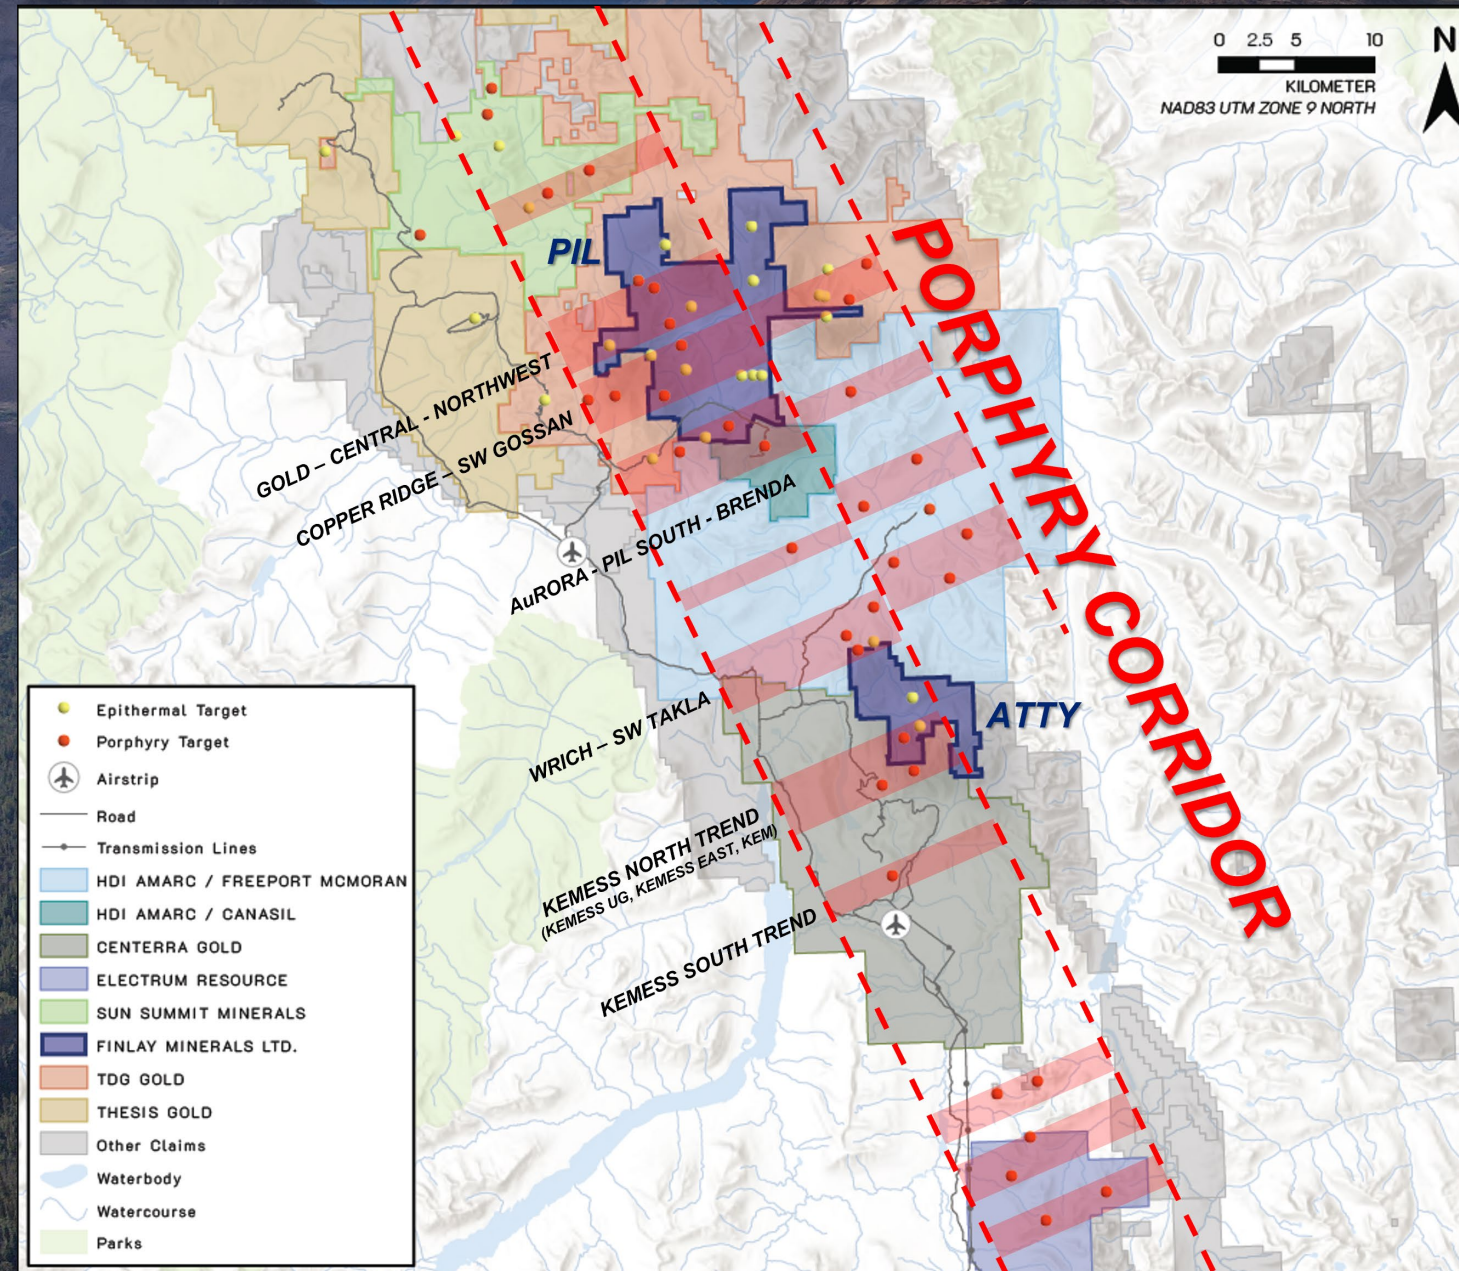 0 2.5 5 10
KILOMETER
NAD83 UTM ZONE 9 NORTH
N
PIL
PORPHYRY CORRIDOR
GOLD – CENTRAL - NORTHWEST
COPPER RIDGE – SW GOSSAN
AuRORA - PIL SOUTH - BRENDA
WRICH – SW TAKLA
ATTY
KEMESS NORTH TREND
(KEMESS UG, KEMESS EAST, KEM)
KEMESS SOUTH TREND
Epithermal Target
Porphyry Target
Airstrip
Road
Transmission Lines
HDI AMARC / FREEPORT MCMORAN
HDI AMARC / CANASIL
CENTERRA GOLD
ELECTRUM RESOURCE
SUN SUMMIT MINERALS
FINLAY MINERALS LTD.
TDG GOLD
THESIS GOLD
Other Claims
Waterbody
Watercourse
Parks